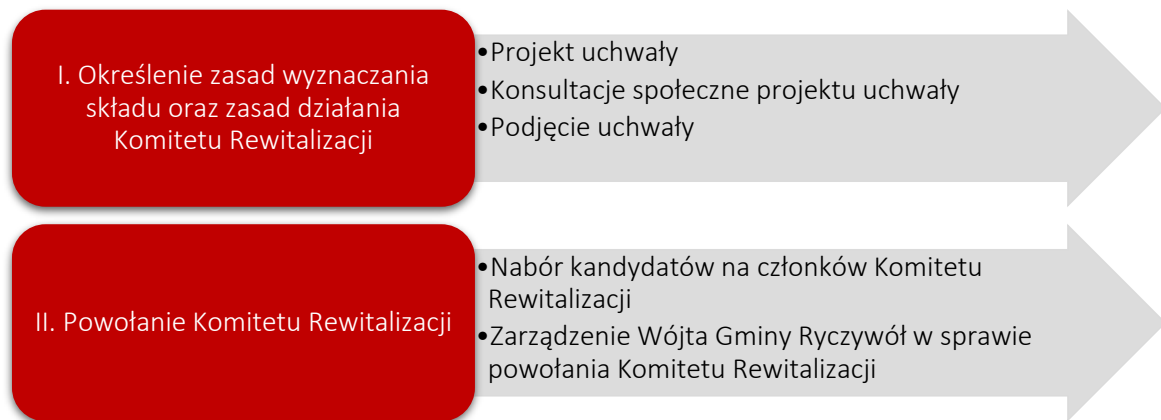 I. Określenie zasad wyznaczania
składu oraz zasad działania
Komitetu Rewitalizacji
•Projekt uchwały
•Konsultacje społeczne projektu uchwały
•Podjęcie uchwały
II. Powołanie Komitetu Rewitalizacji
•Nabór kandydatów na członków Komitetu
Rewitalizacji
•Zarządzenie Wójta Gminy Ryczywół w sprawie
powołania Komitetu Rewitalizacji